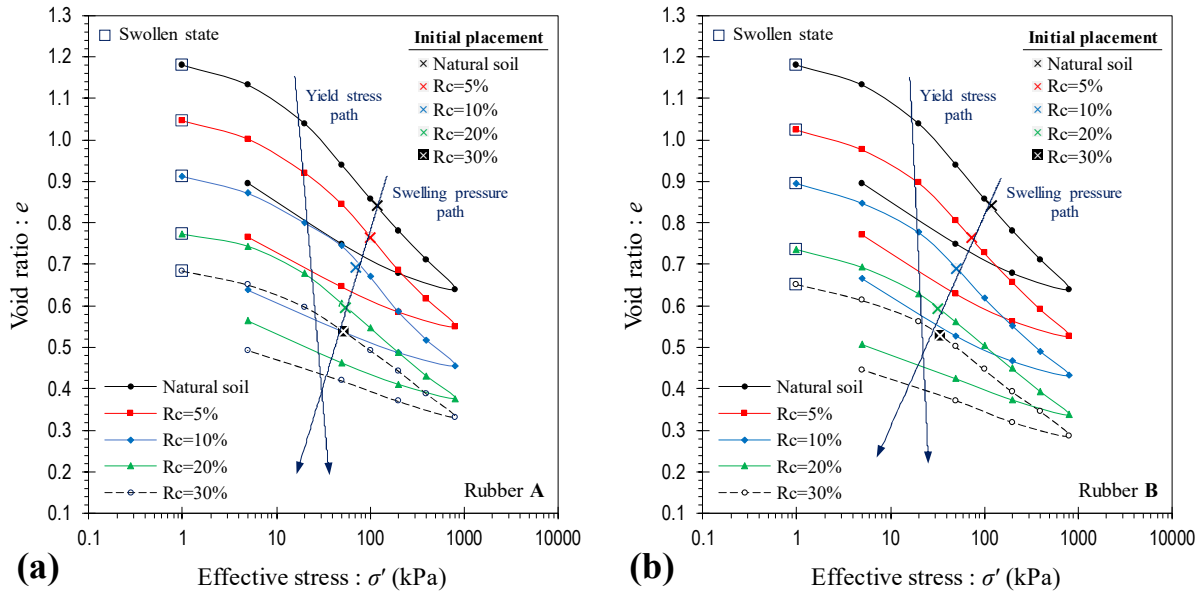 1.3
1.2
1.1
1.0
0.9
0.8
0.7
0.6
0.5
0.4
0.3
0.2
0.1
Void ratio : e
Swollen state
Initial placement
Natural soil
Rc=5%
Rc=10%
Rc=20%
Rc=30%
Yield stress
path
Swelling pressure
path
Natural soil
Rc=5%
Rc=10%
Rc=20%
Rc=30%
Rubber A
0.1 1 10 100 1000 10000
Effective stress : σ′ (kPa)
(a)
1.3
1.2
1.1
1.0
0.9
0.8
0.7
0.6
0.5
0.4
0.3
0.2
0.1
Void ratio : e
Swollen state
Initial placement
Natural soil
Rc=5%
Rc=10%
Rc=20%
Rc=30%
Yield stress
path
Swelling pressure
path
Natural soil
Rc=5%
Rc=10%
Rc=20%
Rc=30%
Rubber B
0.1 1 10 100 1000 10000
Effective stress : σ′ (kPa)
(b)